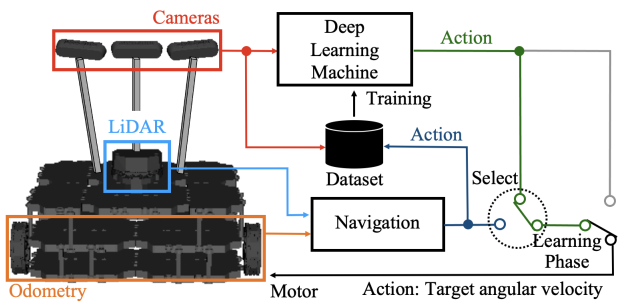 Cameras
Deep
Learning
Machine
Action
Training
LiDAR
Action
Dataset
Select
Navigation
Learning
Phase
Odometry
Motor
Action: Target angular velocity